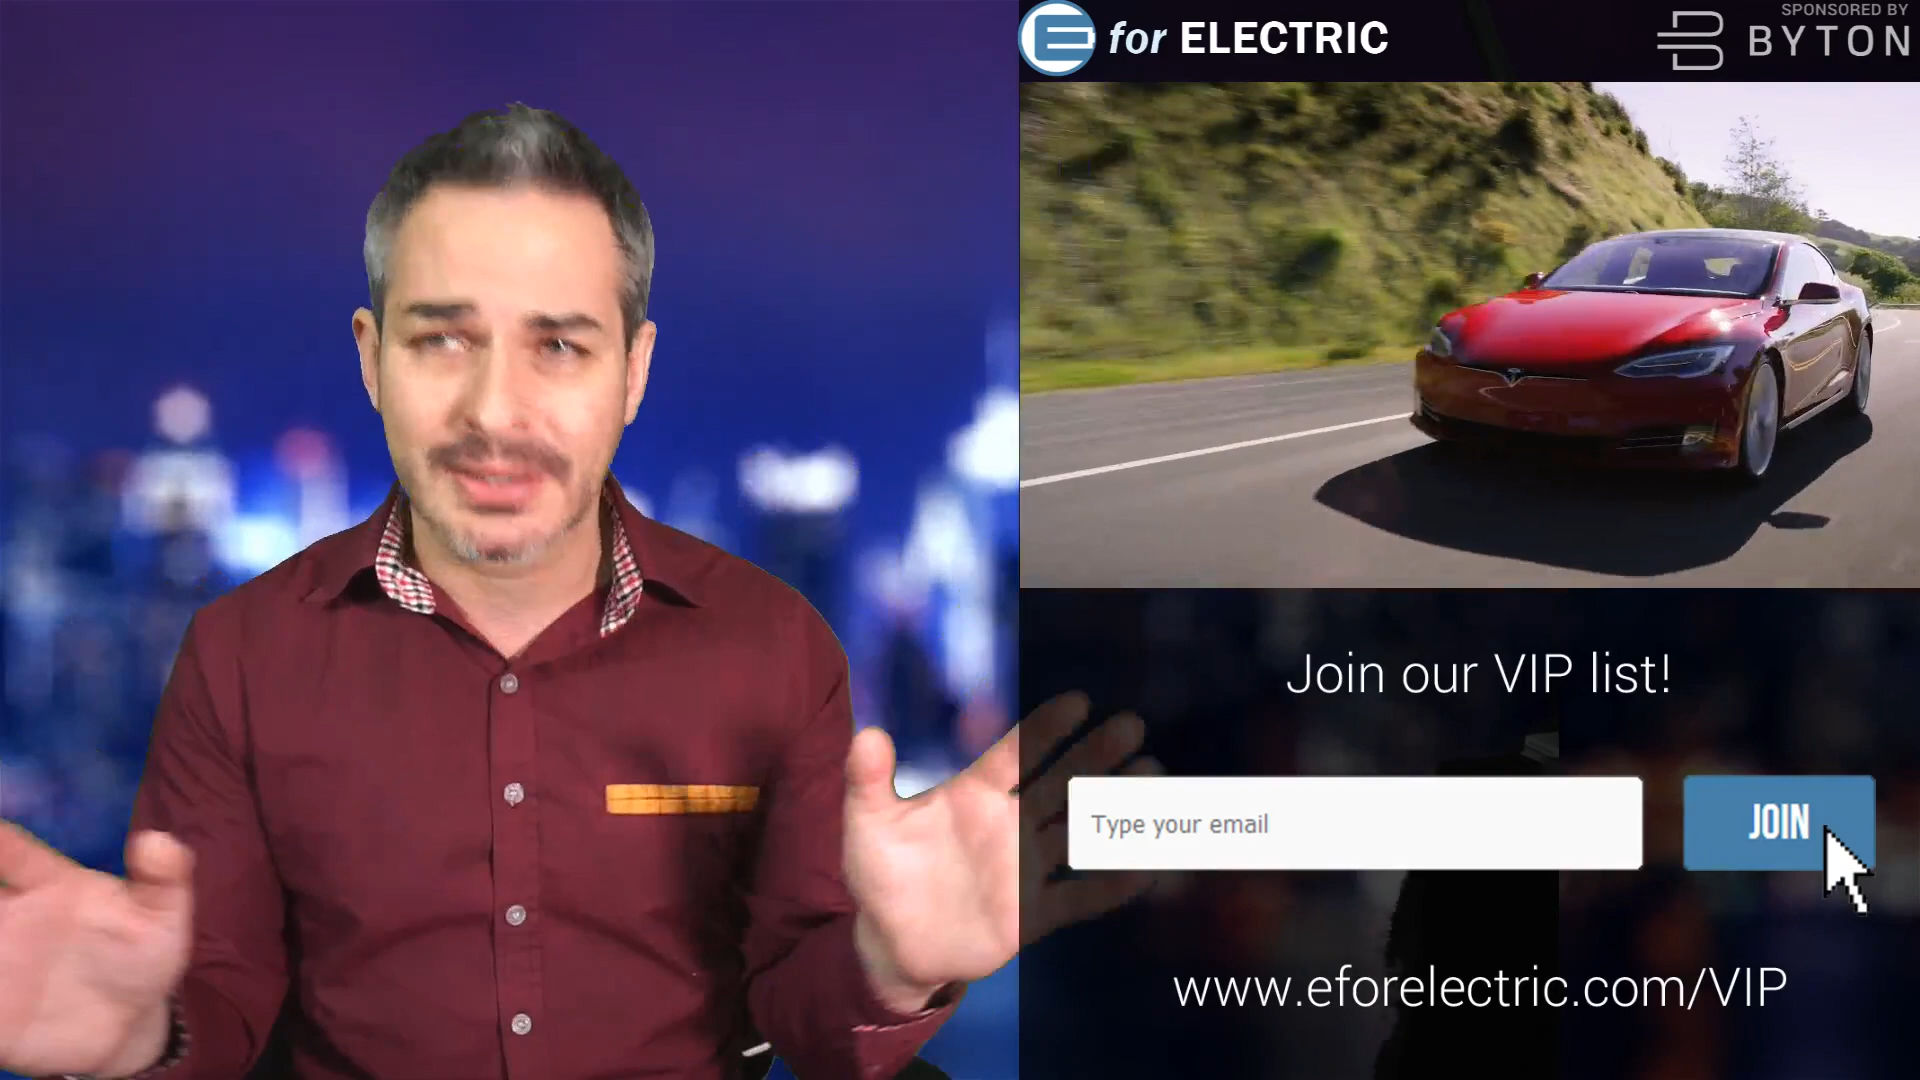 for ELECTRIC
SPONSORED BY
BYTON
Join our VIP list!
Type your email
JOIN
www.eforelectric.com/VIP